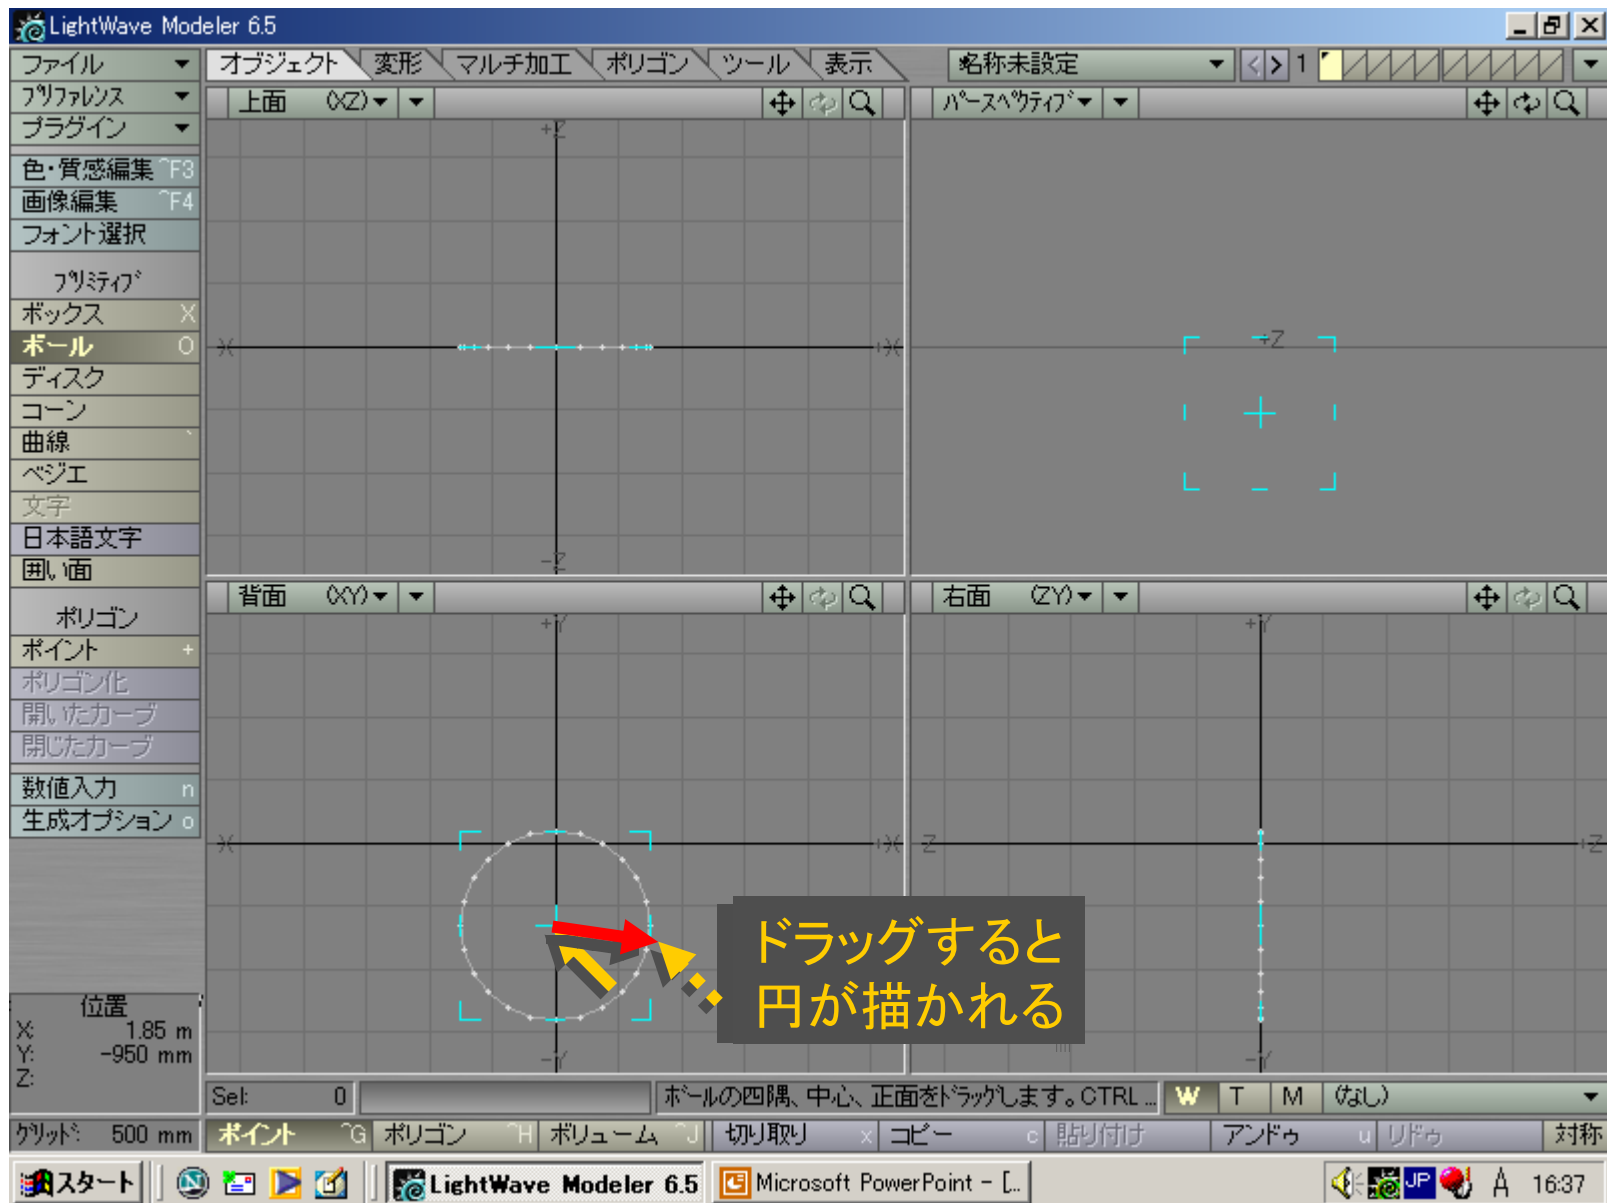 LightWave Modeler 6.5
ファイル
プリファレンス
プラグイン
色・質感編集 ^F3
画像編集 ^F4
フォント選択
プリミティブ
ボックス X
ボール O
ディスク
コーン
曲線 `
ベジエ
文字
日本語文字
囲い面
ポリゴン
ポイント +
ポリゴン化
開いたカーブ
閉じたカーブ
数値入力 n
生成オプション o
オブジェクト 変形 マルチ加工 ポリゴン ツール 表示 名称未設定 < > 1
上面 (XZ)
+Z
-X
+X
-Z
パースペクティブ
+Z
背面 (XY)
+Y
-X
+X
-Y
右面 (ZY)
+Y
-Z
+Z
-Y
ドラッグすると
円が描かれる
位置
X: 1.85 m
Y: -950 mm
Z:
グリッド: 500 mm
Sel: 0 ボールの四隅、中心、正面をドラッグします。CTRL ... W T M (なし)
ポイント ^G ポリゴン ^H ボリューム ^J 切り取り x コピー c 貼り付け アンドゥ u リドゥ 対称
スタート LightWave Modeler 6.5 Microsoft PowerPoint - [... JP A 16:37